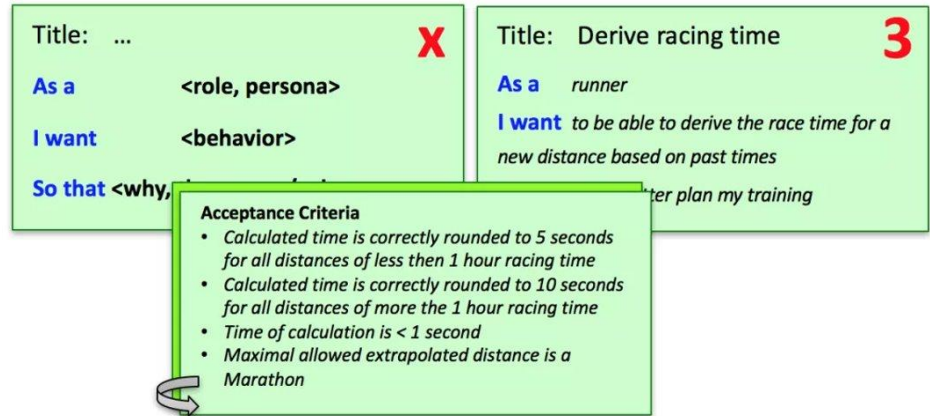 Title: ...
X
As a <role, persona>
I want <behavior>
So that <why,
Title: Derive racing time
3
As a runner
I want to be able to derive the race time for a
new distance based on past times
ter plan my training
Acceptance Criteria
• Calculated time is correctly rounded to 5 seconds
for all distances of less then 1 hour racing time
• Calculated time is correctly rounded to 10 seconds
for all distances of more the 1 hour racing time
• Time of calculation is < 1 second
• Maximal allowed extrapolated distance is a
Marathon